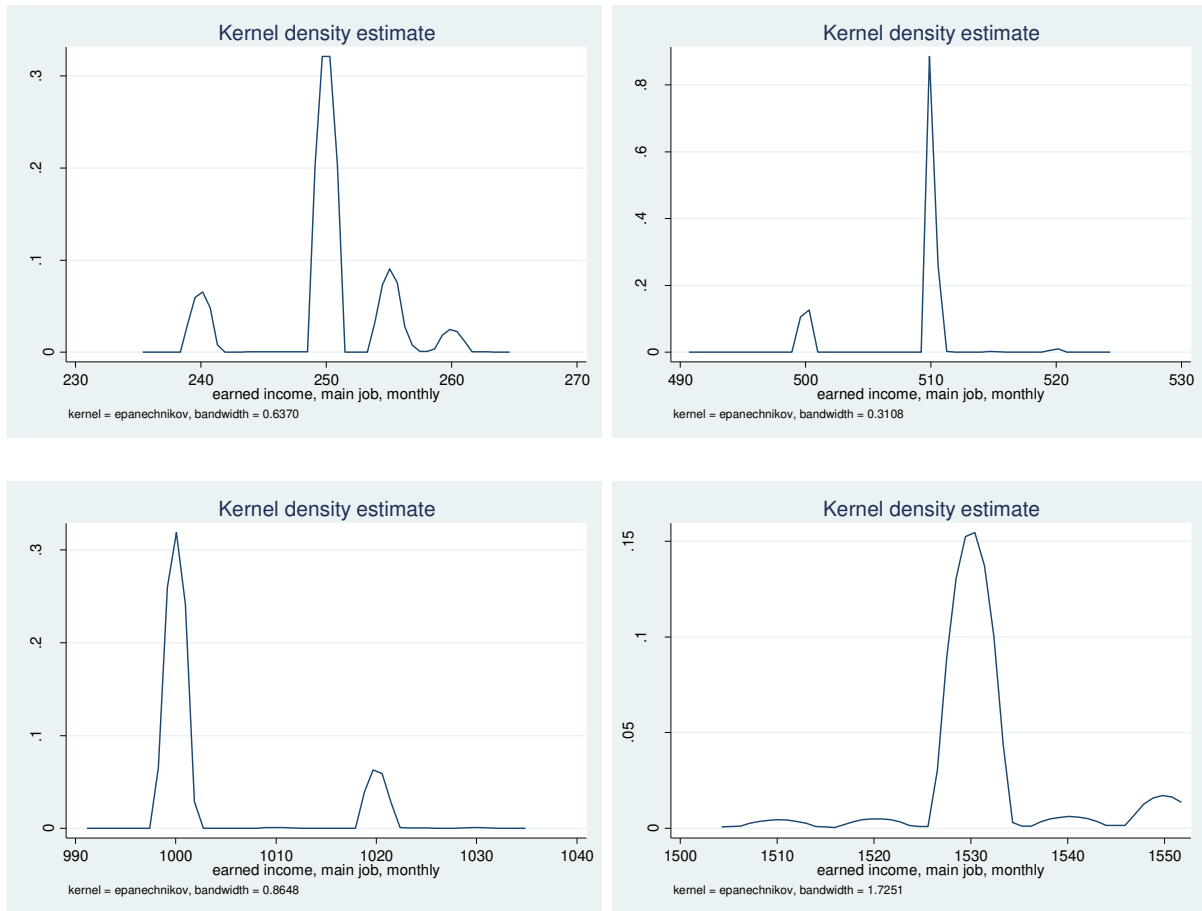 Kernel density estimate
.3
.2
.1
0
230 240 250 260 270
earned income, main job, monthly
kernel = epanechnikov, bandwidth = 0.6370
Kernel density estimate
.8
.6
.4
.2
0
490 500 510 520 530
earned income, main job, monthly
kernel = epanechnikov, bandwidth = 0.3108
Kernel density estimate
.3
.2
.1
0
990 1000 1010 1020 1030 1040
earned income, main job, monthly
kernel = epanechnikov, bandwidth = 0.8648
Kernel density estimate
.15
.1
.05
0
1500 1510 1520 1530 1540 1550
earned income, main job, monthly
kernel = epanechnikov, bandwidth = 1.7251